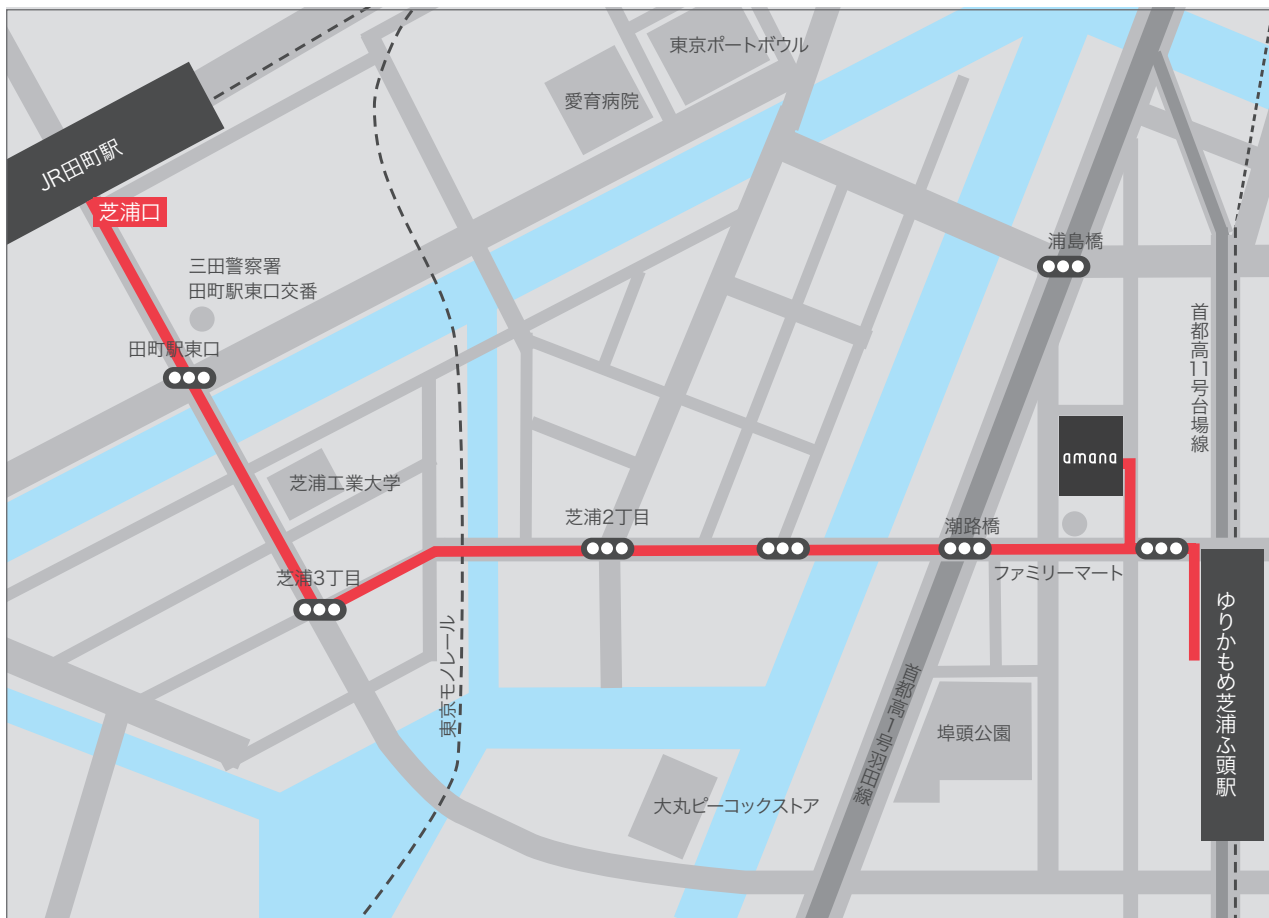 東京ポートボウル
愛育病院
JR田町駅
芝浦口
三田警察署
田町駅東口交番
浦島橋
首都高11号台場線
田町駅東口
amana
芝浦工業大学
芝浦2丁目
潮路橋
芝浦3丁目
ファミリーマート
ゆりかもめ芝浦ふ頭駅
東京モノレール
首都高1号羽田線
埠頭公園
大丸ピーコックストア